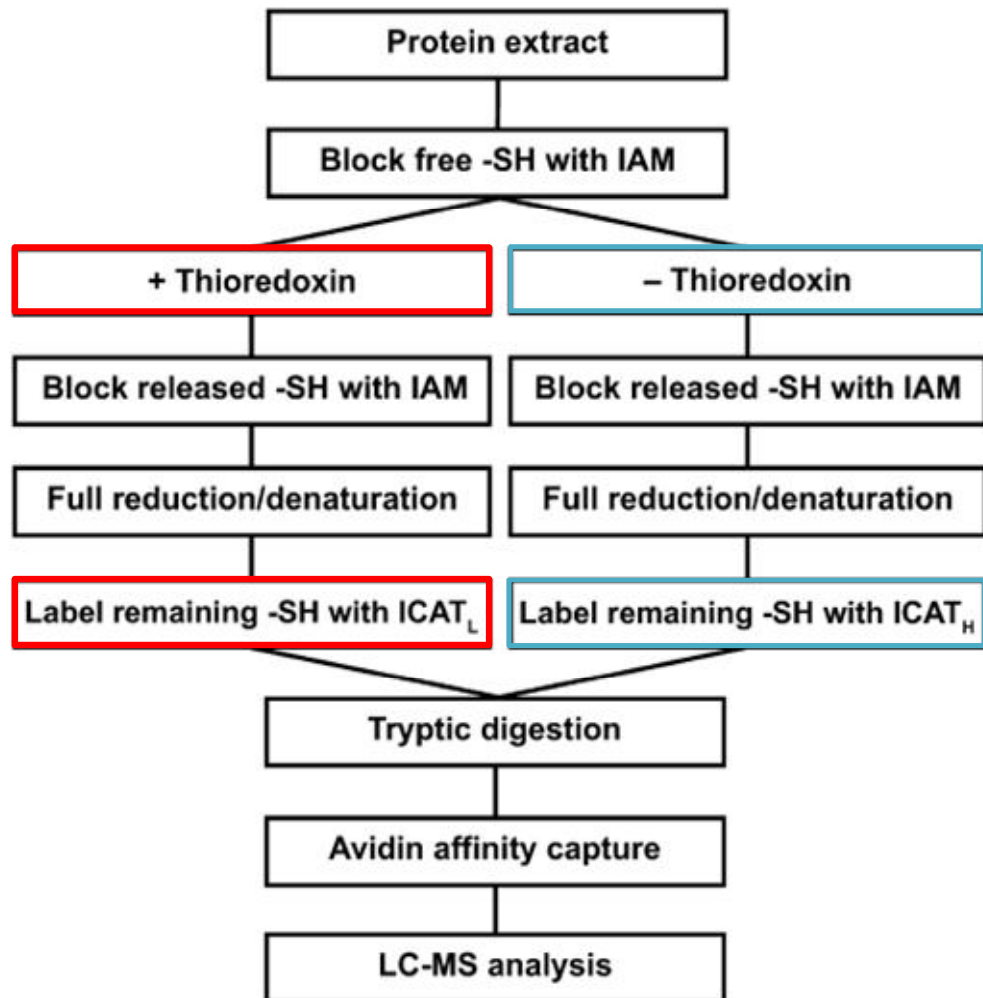 Protein extract
Block free -SH with IAM
+ Thioredoxin
– Thioredoxin
Block released -SH with IAM
Block released -SH with IAM
Full reduction/denaturation
Full reduction/denaturation
Label remaining -SH with ICATL
Label remaining -SH with ICATH
Tryptic digestion
Avidin affinity capture
LC-MS analysis